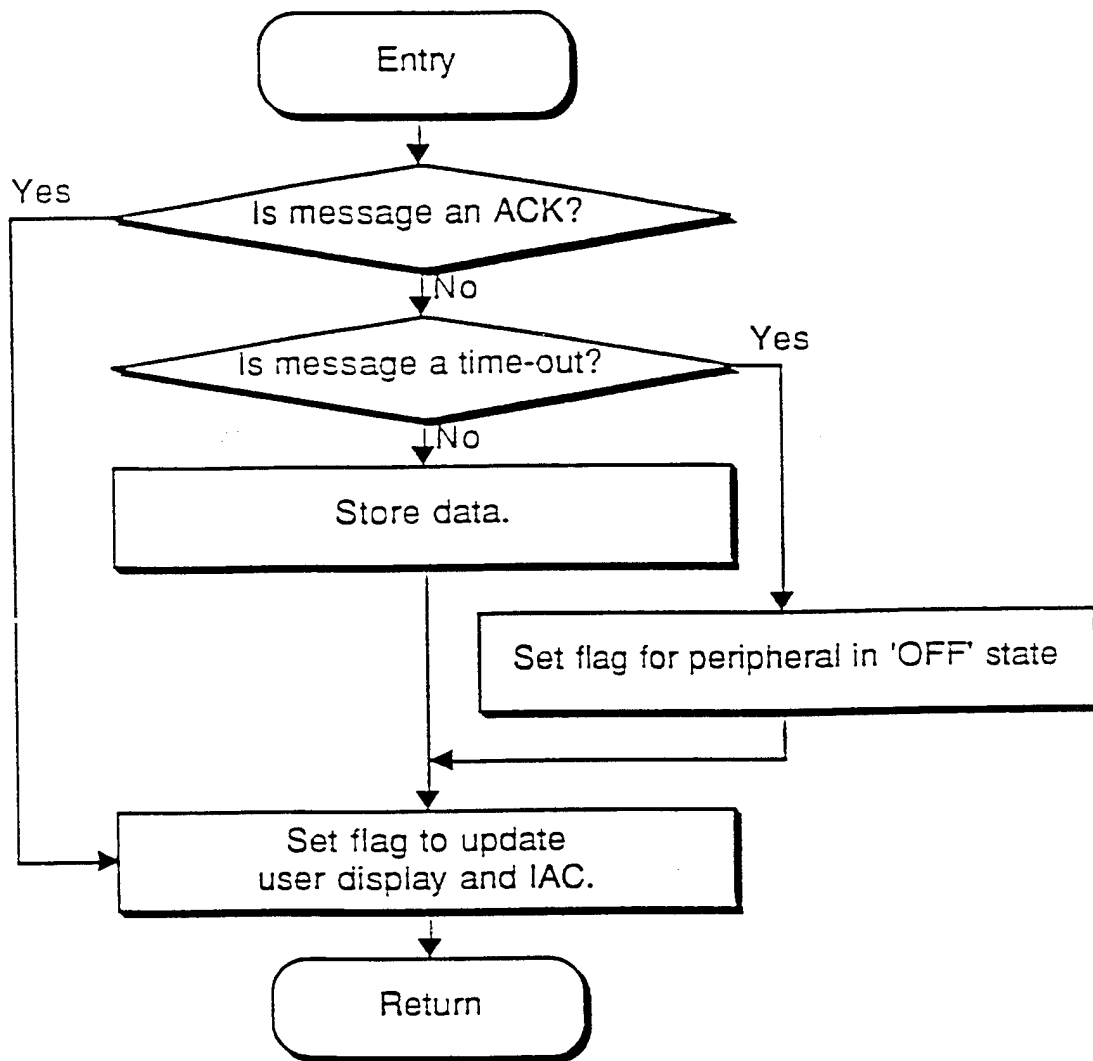 Entry
Yes
Is message an ACK?
No
Is message a time-out?
Yes
No
Store data.
Set flag for peripheral in 'OFF' state
Set flag to update
user display and IAC.
Return